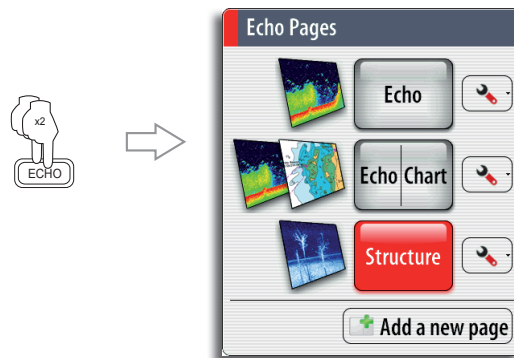 Echo Pages
x2
ECHO
Echo
Echo Chart
Structure
Add a new page